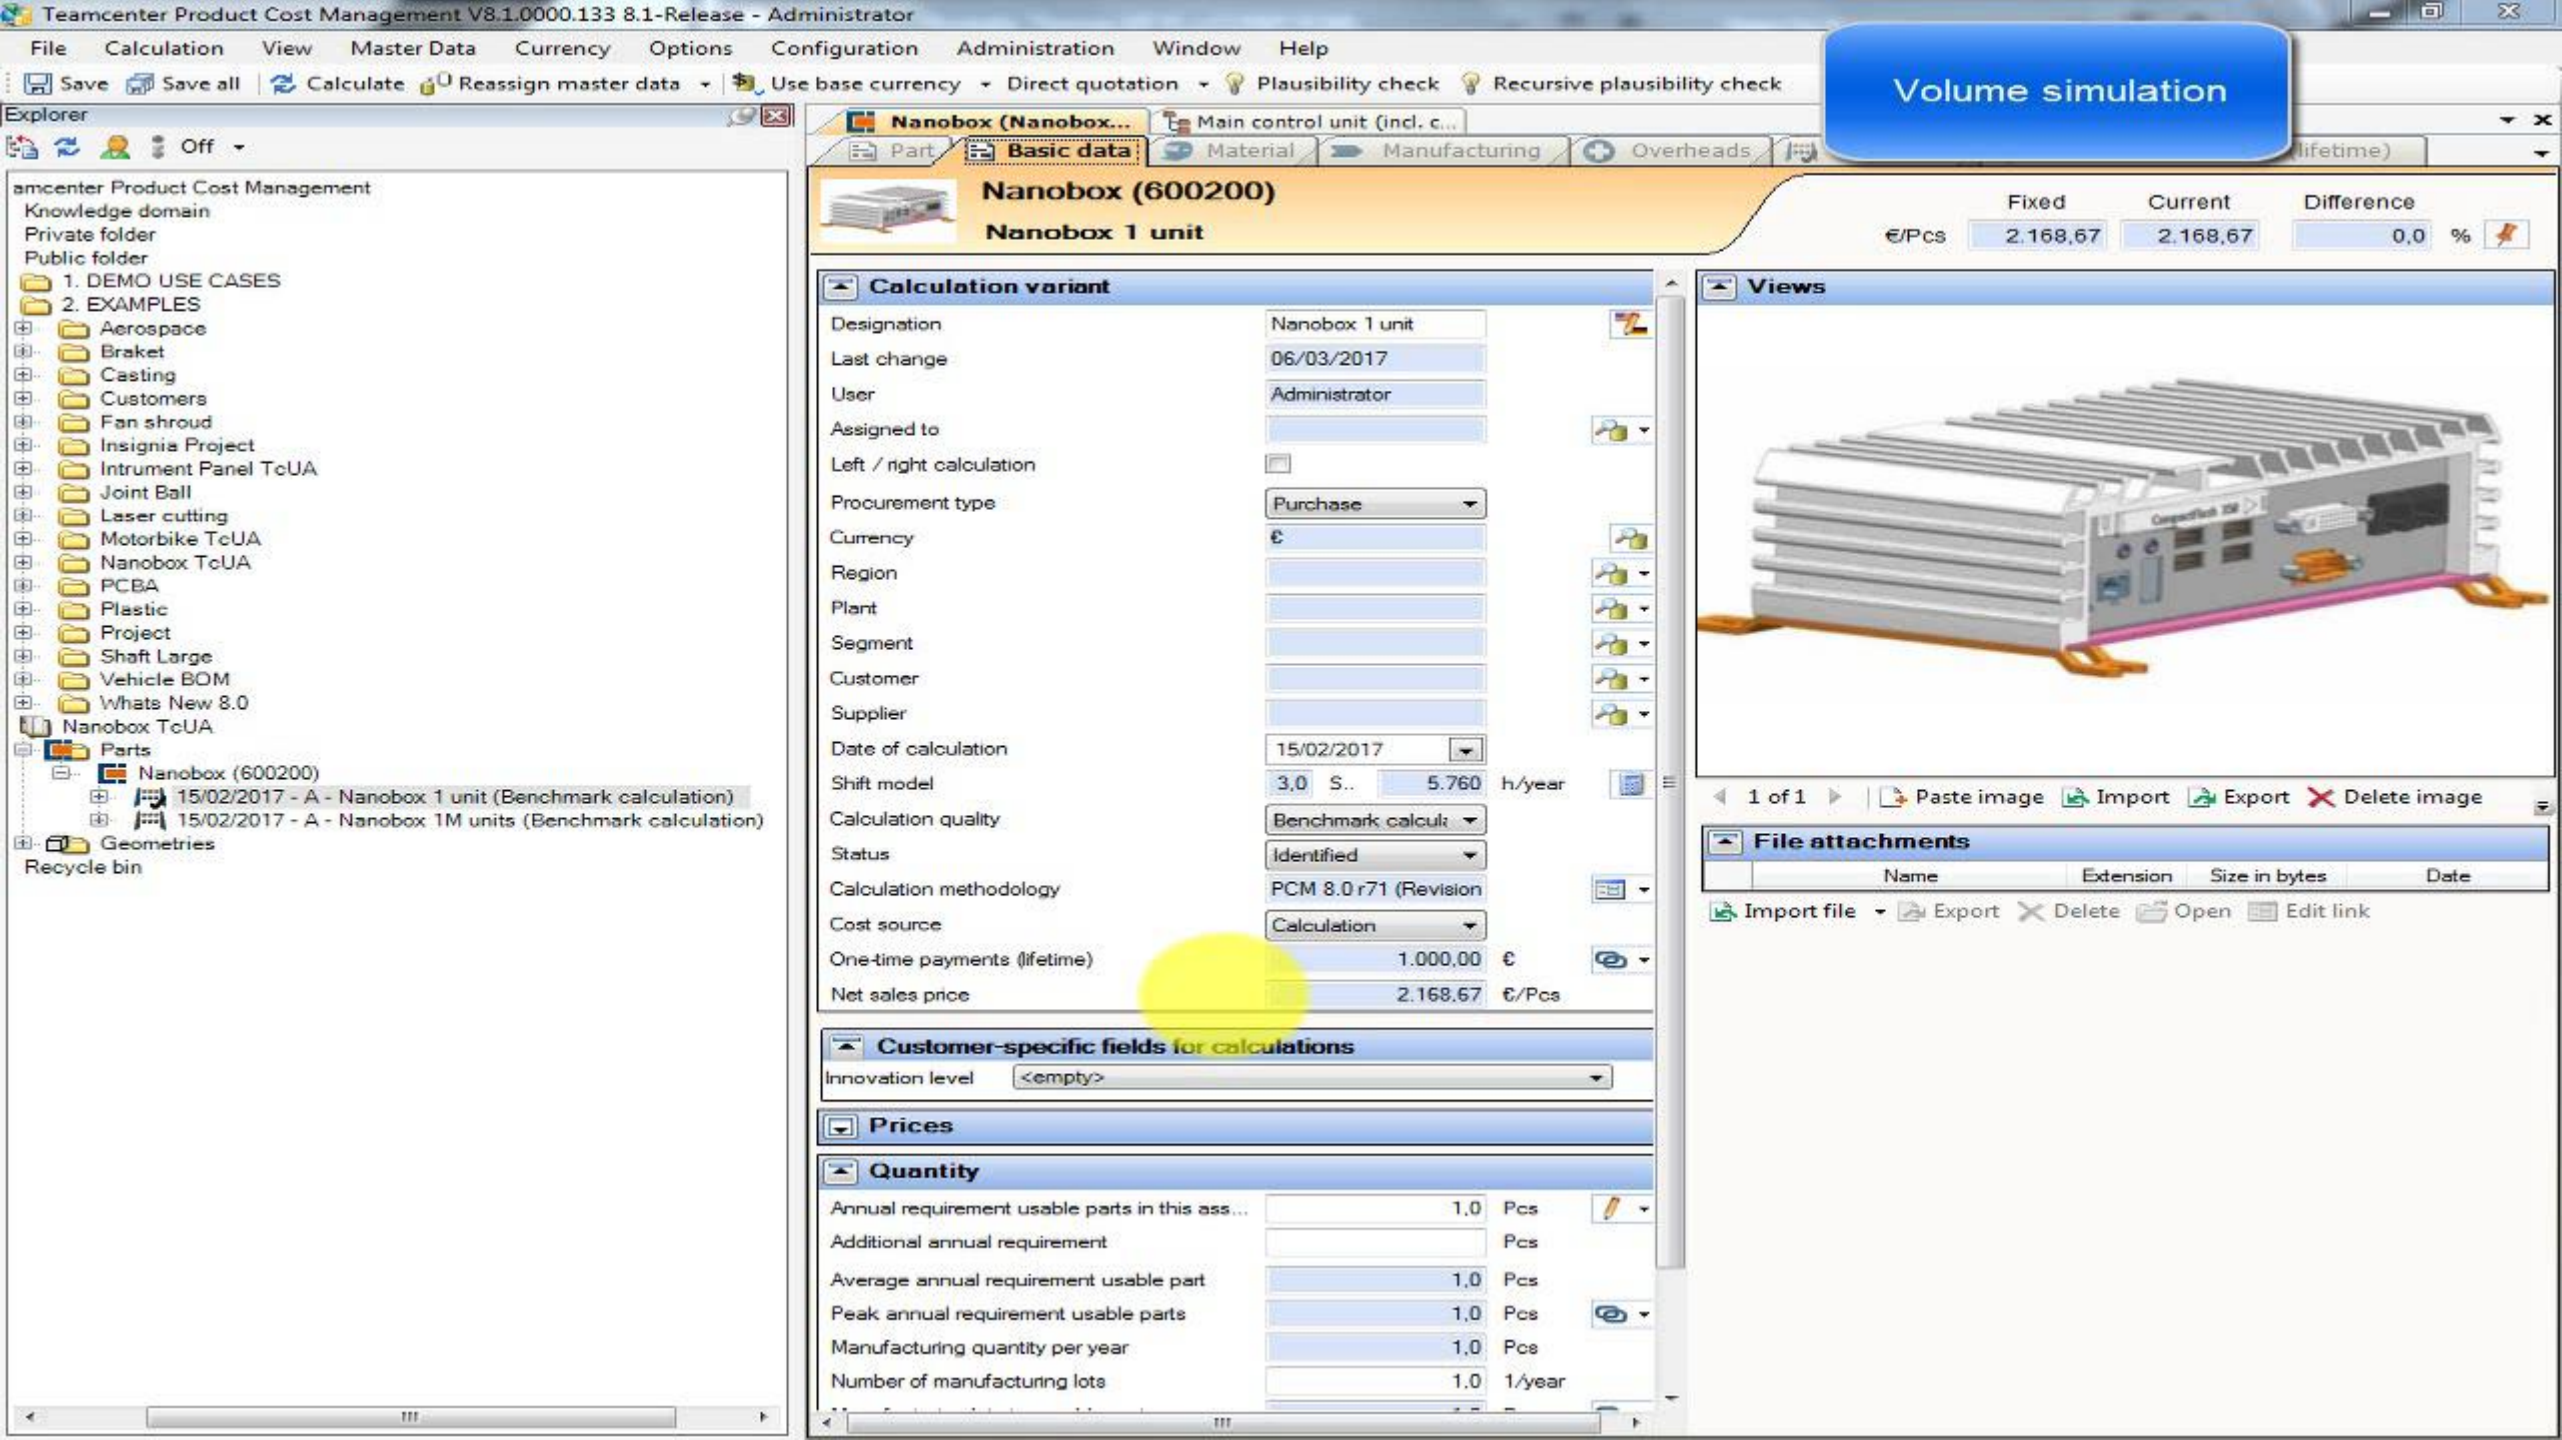 Teamcenter Product Cost Management V8.1.0000.133 8.1-Release - Administrator
File Calculation View Master Data Currency Options Configuration Administration Window Help
Save Save all Calculate Reassign master data Use base currency Direct quotation Plausibility check Recursive plausibility check
Volume simulation
Explorer
Off
amcenter Product Cost Management
Knowledge domain
Private folder
Public folder
1. DEMO USE CASES
2. EXAMPLES
Aerospace
Braket
Casting
Customers
Fan shroud
Insignia Project
Intrument Panel TcUA
Joint Ball
Laser cutting
Motorbike TcUA
Nanobox TcUA
PCBA
Plastic
Project
Shaft Large
Vehicle BOM
Whats New 8.0
Nanobox TcUA
Parts
Nanobox (600200)
15/02/2017 - A - Nanobox 1 unit (Benchmark calculation)
15/02/2017 - A - Nanobox 1M units (Benchmark calculation)
Geometries
Recycle bin
Nanobox (Nanobox... Main control unit (incl. c...
Part Basic data Material Manufacturing Overheads lifetime)
Nanobox (600200)
Nanobox 1 unit
Fixed Current Difference
€/Pcs 2.168,67 2.168,67 0,0 %
Calculation variant
Designation Nanobox 1 unit
Last change 06/03/2017
User Administrator
Assigned to
Left / right calculation
Procurement type Purchase
Currency €
Region
Plant
Segment
Customer
Supplier
Date of calculation 15/02/2017
Shift model 3,0 S.. 5.760 h/year
Calculation quality Benchmark calcul
Status Identified
Calculation methodology PCM 8.0 r71 (Revision
Cost source Calculation
One-time payments (lifetime) 1.000,00 €
Net sales price 2.168,67 €/Pcs
Customer-specific fields for calculations
Innovation level <empty>
Prices
Quantity
Annual requirement usable parts in this ass... 1,0 Pcs
Additional annual requirement Pcs
Average annual requirement usable part 1,0 Pcs
Peak annual requirement usable parts 1,0 Pcs
Manufacturing quantity per year 1,0 Pcs
Number of manufacturing lots 1,0 1/year
Views
1 of 1 Paste image Import Export Delete image
File attachments
Name Extension Size in bytes Date
Import file Export Delete Open Edit link